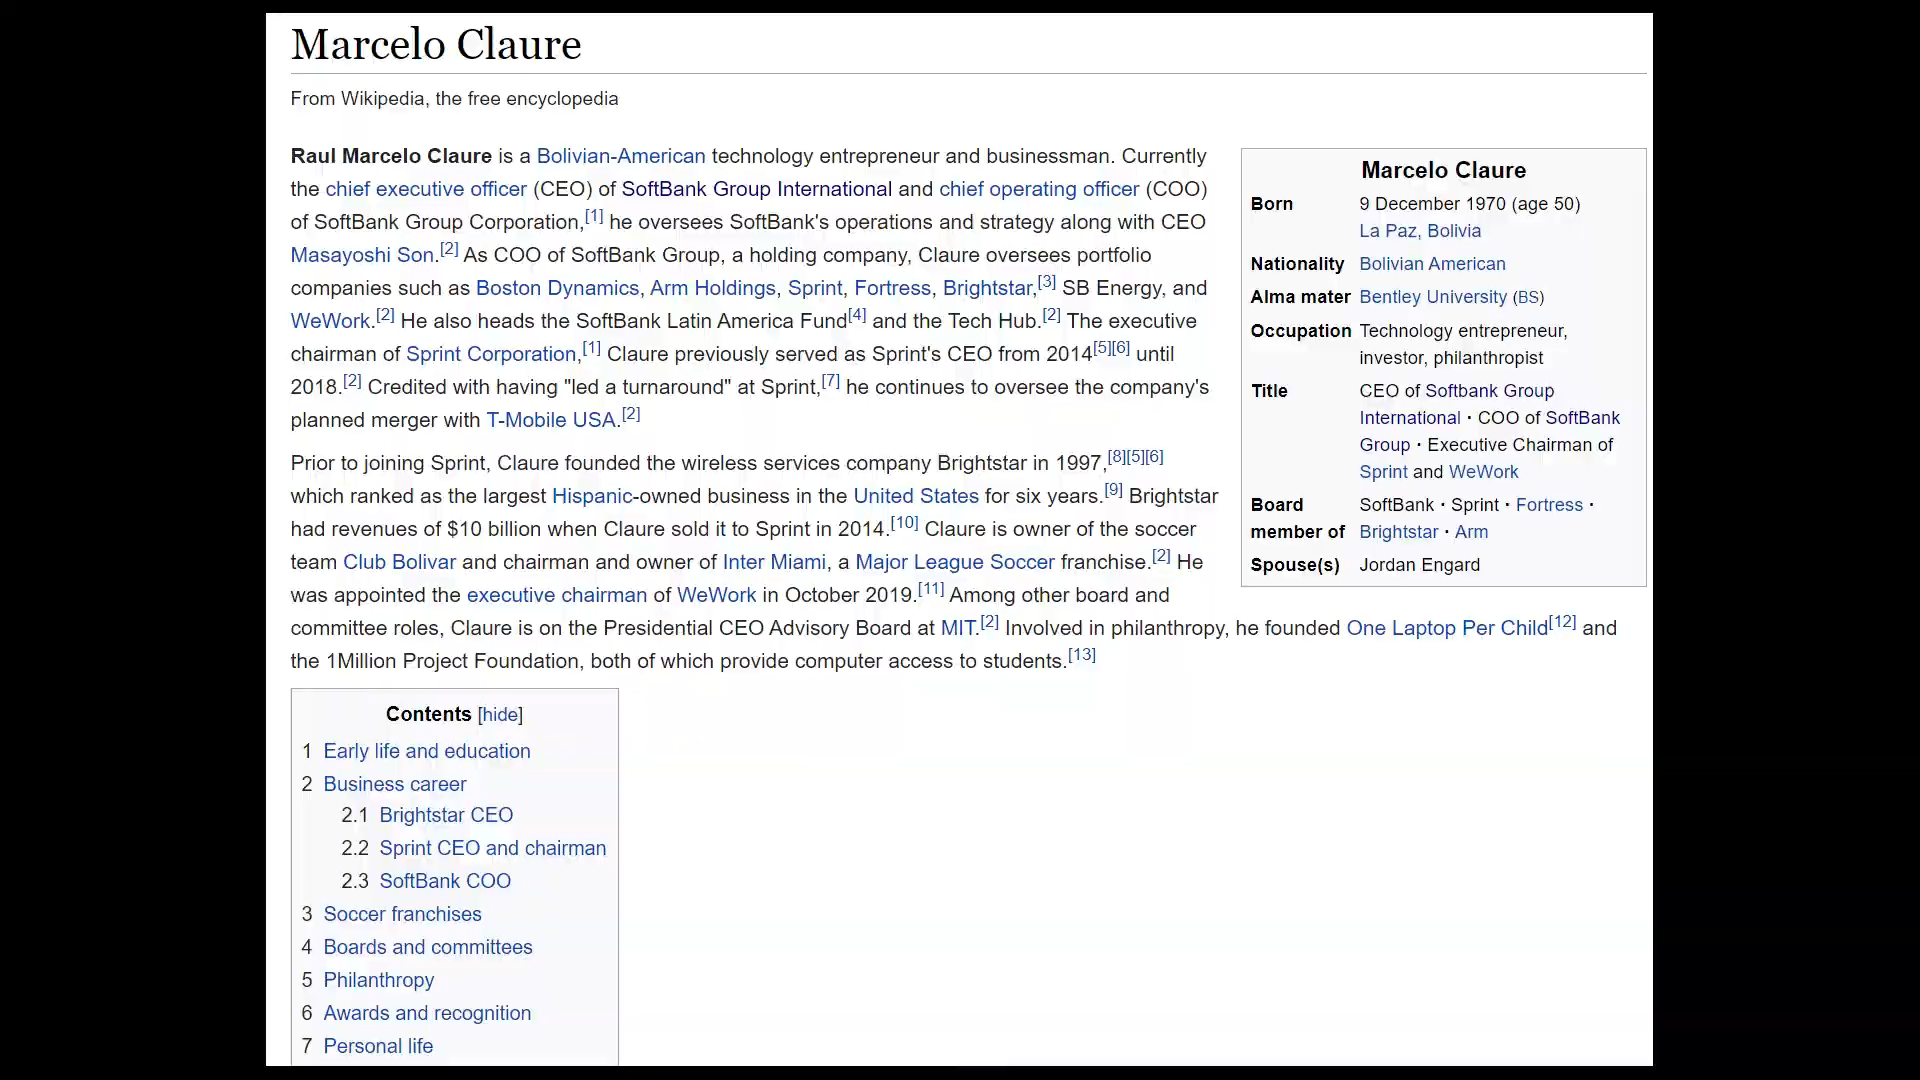 Marcelo Claure
From Wikipedia, the free encyclopedia
Raul Marcelo Claure is a Bolivian-American technology entrepreneur and businessman. Currently
the chief executive officer (CEO) of SoftBank Group International and chief operating officer (COO)
of SoftBank Group Corporation,[1] he oversees SoftBank's operations and strategy along with CEO
Masayoshi Son.[2] As COO of SoftBank Group, a holding company, Claure oversees portfolio
companies such as Boston Dynamics, Arm Holdings, Sprint, Fortress, Brightstar,[3] SB Energy, and
WeWork.[2] He also heads the SoftBank Latin America Fund[4] and the Tech Hub.[2] The executive
chairman of Sprint Corporation,[1] Claure previously served as Sprint's CEO from 2014[5][6] until
2018.[2] Credited with having "led a turnaround" at Sprint,[7] he continues to oversee the company's
planned merger with T-Mobile USA.[2]
Prior to joining Sprint, Claure founded the wireless services company Brightstar in 1997,[8][5][6]
which ranked as the largest Hispanic-owned business in the United States for six years.[9] Brightstar
had revenues of $10 billion when Claure sold it to Sprint in 2014.[10] Claure is owner of the soccer
team Club Bolivar and chairman and owner of Inter Miami, a Major League Soccer franchise.[2] He
was appointed the executive chairman of WeWork in October 2019.[11] Among other board and
committee roles, Claure is on the Presidential CEO Advisory Board at MIT.[2] Involved in philanthropy, he founded One Laptop Per Child[12] and
the 1Million Project Foundation, both of which provide computer access to students.[13]
Marcelo Claure
Born 9 December 1970 (age 50)
La Paz, Bolivia
Nationality Bolivian American
Alma mater Bentley University (BS)
Occupation Technology entrepreneur,
investor, philanthropist
Title CEO of Softbank Group
International · COO of SoftBank
Group · Executive Chairman of
Sprint and WeWork
Board SoftBank · Sprint · Fortress ·
member of Brightstar · Arm
Spouse(s) Jordan Engard
Contents [hide]
1 Early life and education
2 Business career
2.1 Brightstar CEO
2.2 Sprint CEO and chairman
2.3 SoftBank COO
3 Soccer franchises
4 Boards and committees
5 Philanthropy
6 Awards and recognition
7 Personal life